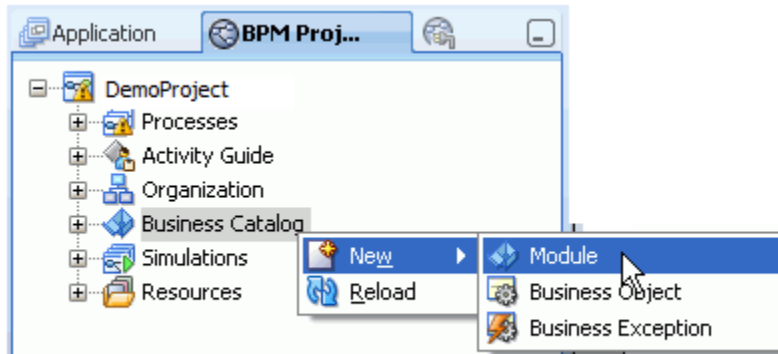 Application BPM Proj...
DemoProject
Processes
Activity Guide
Organization
Business Catalog
Simulations New Module
Resources Reload Business Object
Business Exception